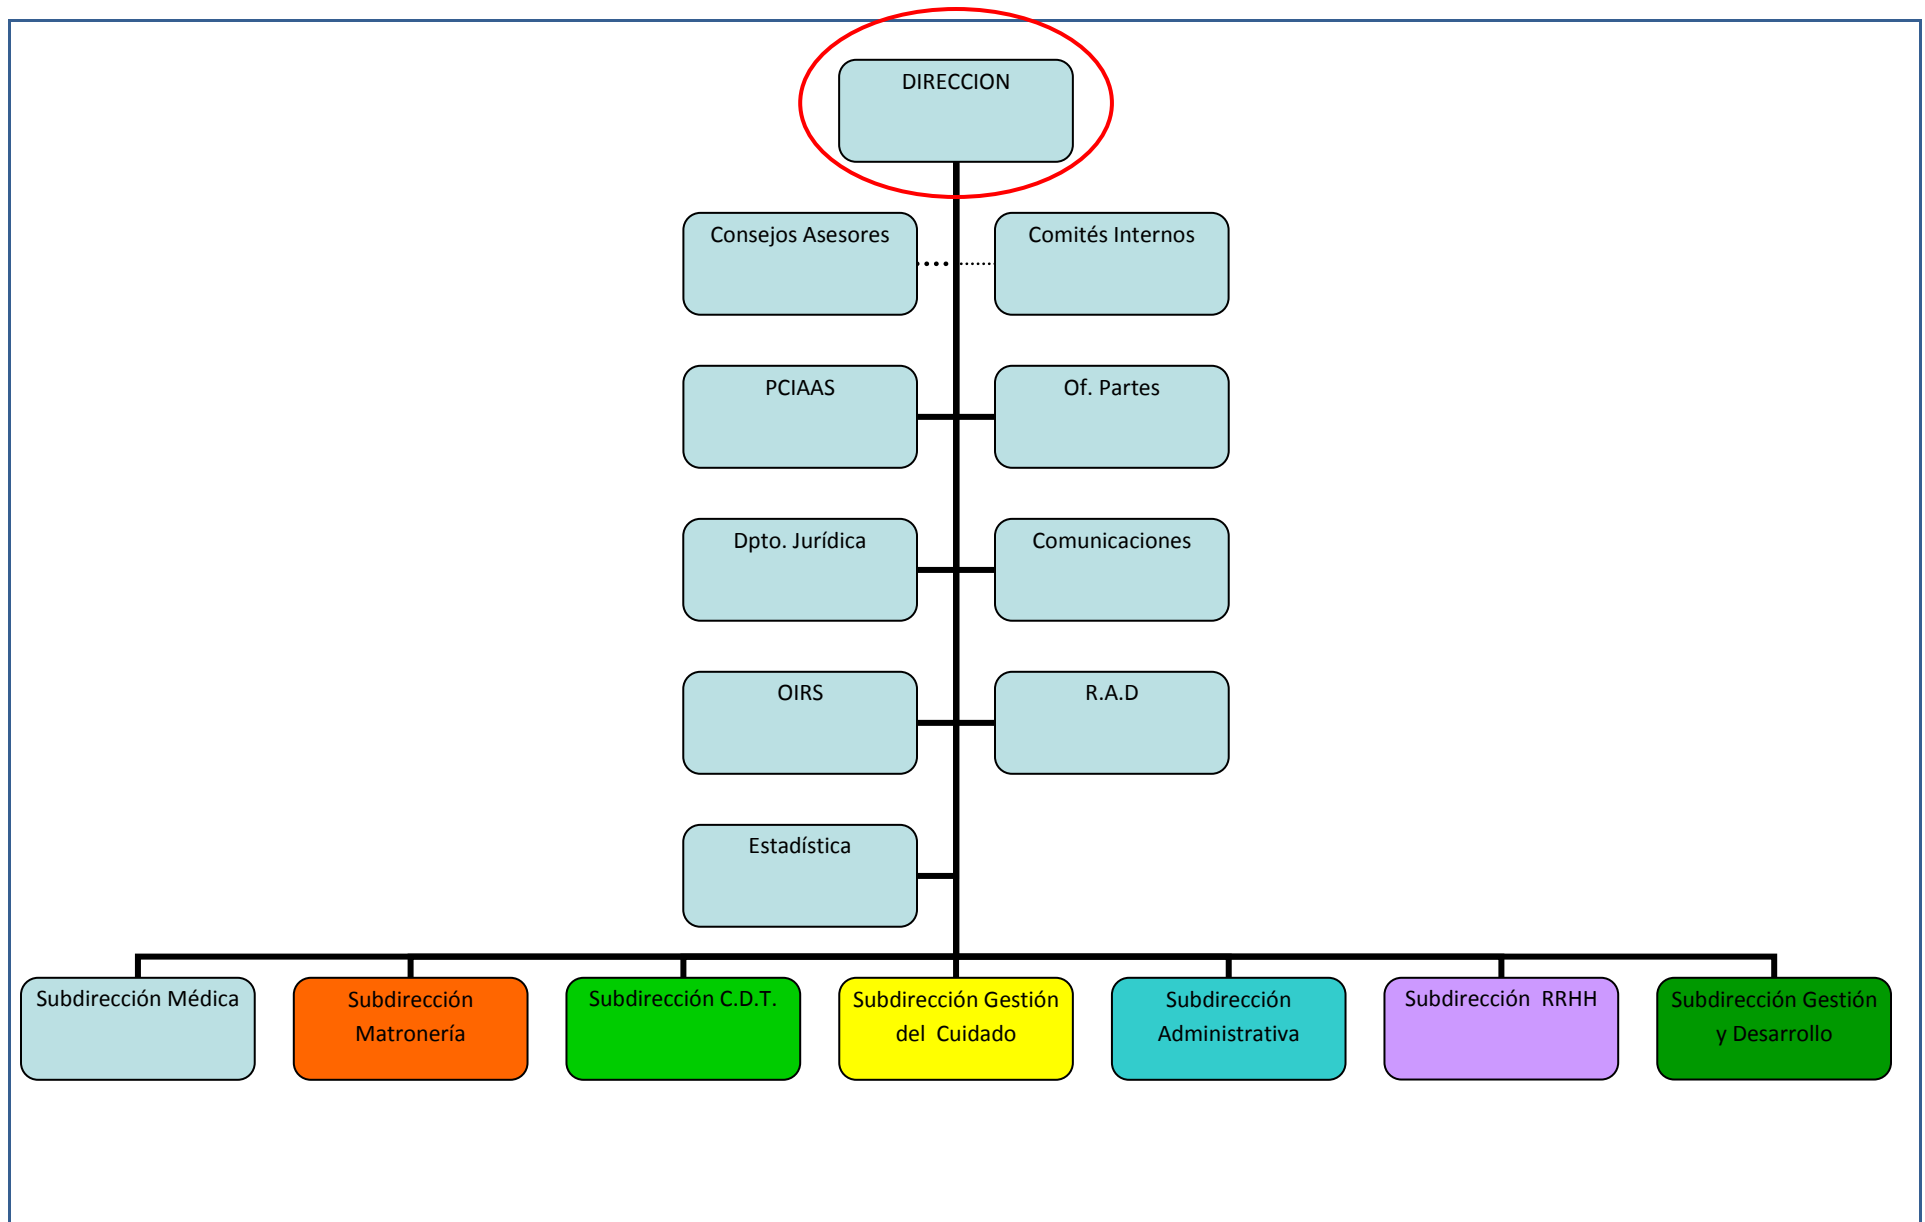 DIRECCION
Consejos Asesores
Comités Internos
PCIAAS
Of. Partes
Dpto. Jurídica
Comunicaciones
OIRS
R.A.D
Estadística
Subdirección Médica
Subdirección
Matronería
Subdirección C.D.T.
Subdirección Gestión
del Cuidado
Subdirección
Administrativa
Subdirección RRHH
Subdirección Gestión
y Desarrollo